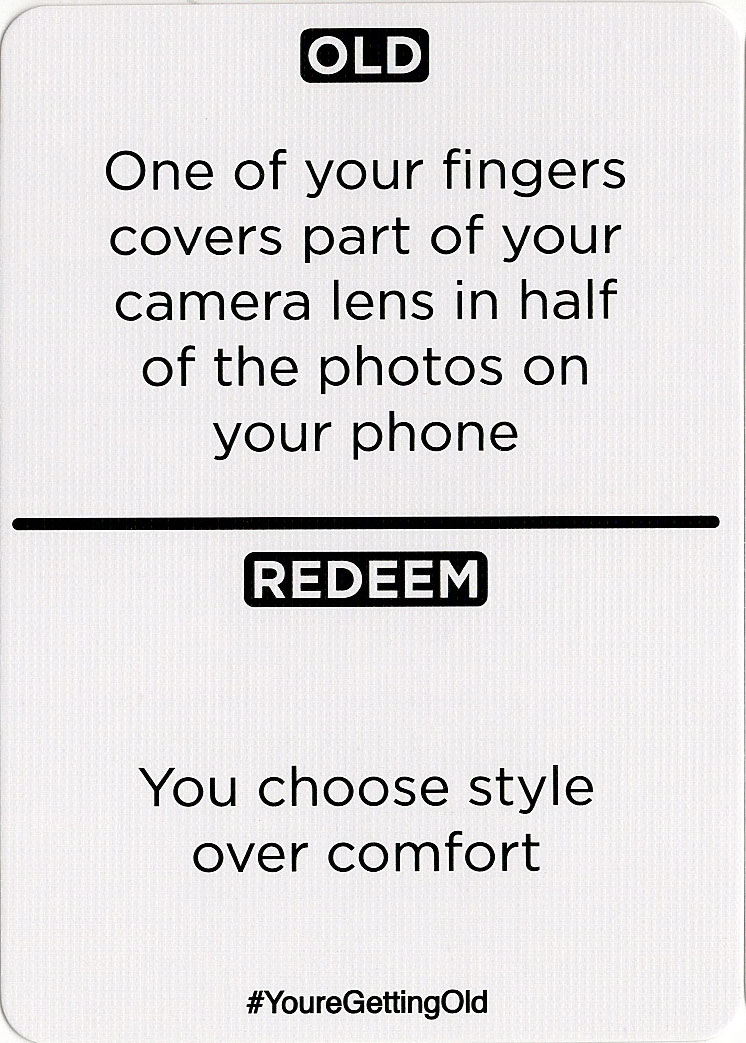 OLD
One of your fingers
covers part of your
camera lens in half
of the photos on
your phone
REDEEM
You choose style
over comfort
#YoureGettingOld